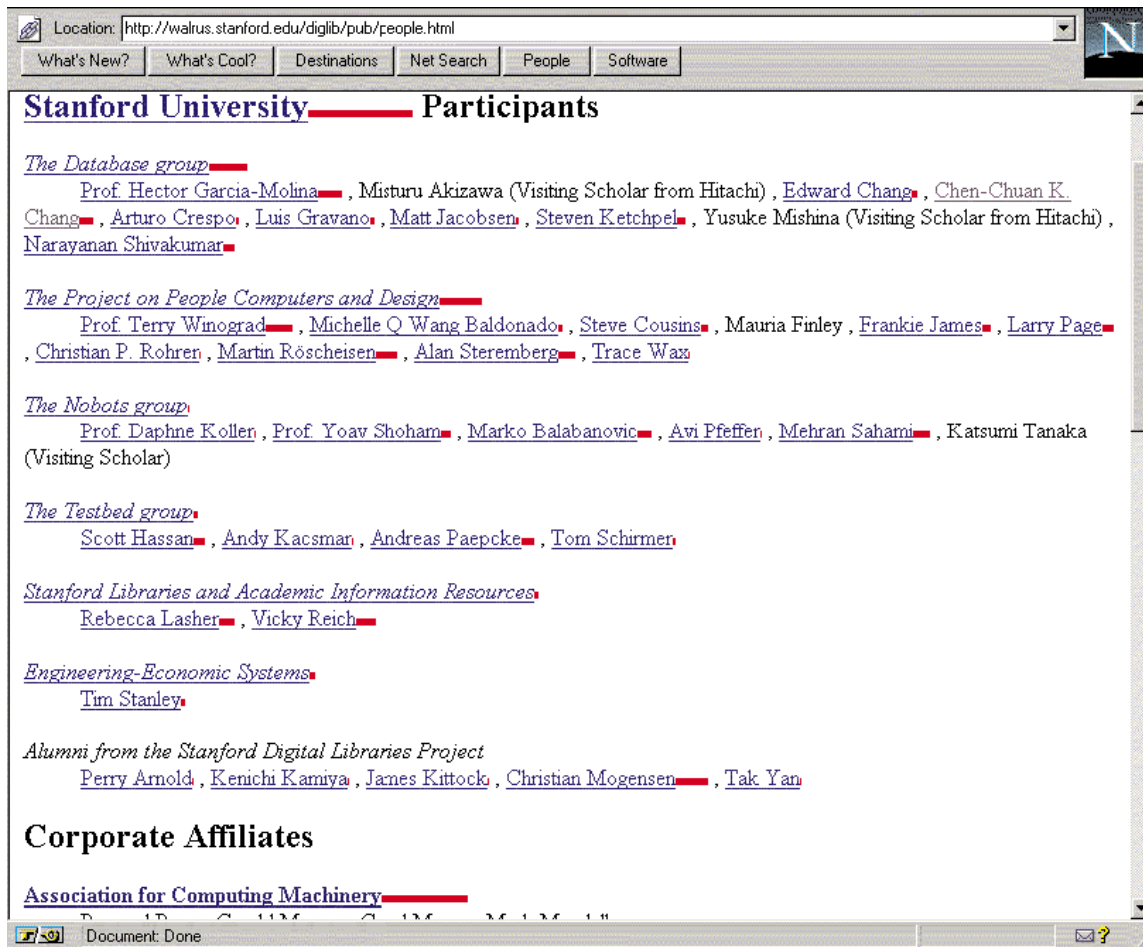 Location: http://walrus.stanford.edu/diglib/pub/people.html
N
What's New? What's Cool? Destinations Net Search People Software
Stanford University Participants
The Database group
Prof. Hector Garcia-Molina , Misturu Akizawa (Visiting Scholar from Hitachi) , Edward Chang , Chen-Chuan K.
Chang , Arturo Crespo , Luis Gravano , Matt Jacobsen , Steven Ketchpel , Yusuke Mishina (Visiting Scholar from Hitachi) ,
Narayanan Shivakumar
The Project on People Computers and Design
Prof. Terry Winograd , Michelle Q Wang Baldonado , Steve Cousins , Mauria Finley , Frankie James , Larry Page
, Christian P. Rohrer , Martin Röscheisen , Alan Steremberg , Trace Wax
The Nobots group
Prof. Daphne Koller , Prof. Yoav Shoham , Marko Balabanovic , Avi Pfeffer , Mehran Sahami , Katsumi Tanaka
(Visiting Scholar)
The Testbed group
Scott Hassan , Andy Kacsmar , Andreas Paepcke , Tom Schirmer
Stanford Libraries and Academic Information Resources
Rebecca Lasher , Vicky Reich
Engineering-Economic Systems
Tim Stanley
Alumni from the Stanford Digital Libraries Project
Perry Arnold , Kenichi Kamiya , James Kittock , Christian Mogensen , Tak Yan
Corporate Affiliates
Association for Computing Machinery
Document: Done